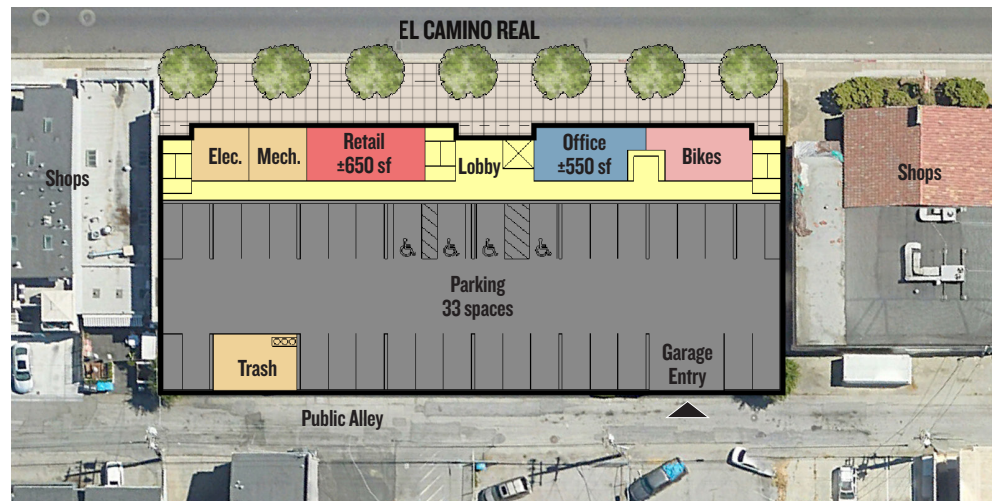 EL CAMINO REAL
Elec.
Mech.
Retail
±650 sf
Lobby
Office
±550 sf
Bikes
Shops
Shops
Parking
33 spaces
Trash
Garage
Entry
Public Alley